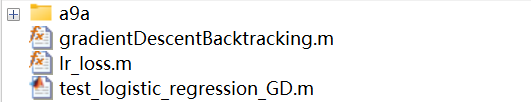 a9a
gradientDescentBacktracking.m
lr_loss.m
test_logistic_regression_GD.m